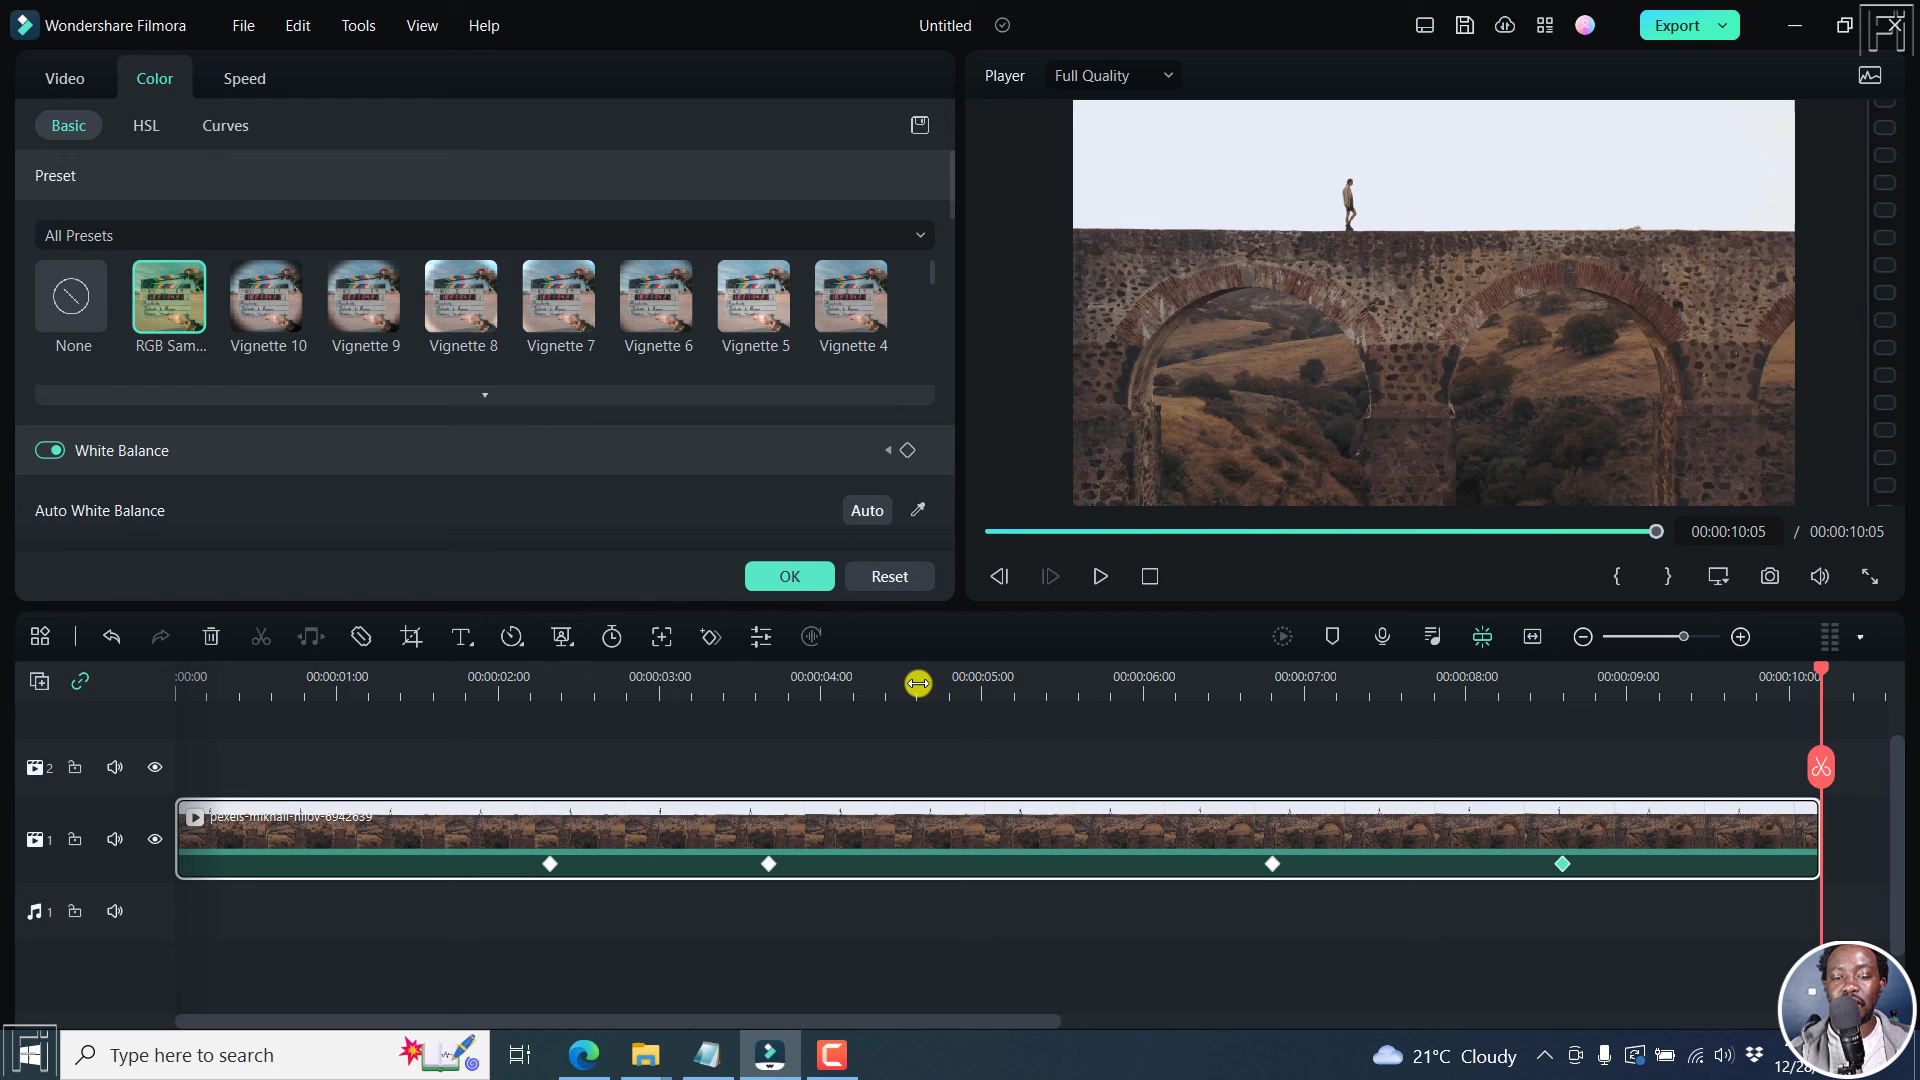 Wondershare Filmora
File
Edit
Tools
View
Help
Untitled
Export
Video
Color
Speed
Player
Full Quality
Basic
HSL
Curves
Preset
All Presets
None
RGB Sam...
Vignette 10
Vignette 9
Vignette 8
Vignette 7
Vignette 6
Vignette 5
Vignette 4
White Balance
Auto White Balance
Auto
OK
Reset
00:00:10:05 / 00:00:10:05
:00:00
00:00:01:00
00:00:02:00
00:00:03:00
00:00:04:00
00:00:05:00
00:00:06:00
00:00:07:00
00:00:08:00
00:00:09:00
00:00:10:0
2
pexels-mikhail-nilov-6942639
1
1
Type here to search
21°C Cloudy
12/28/